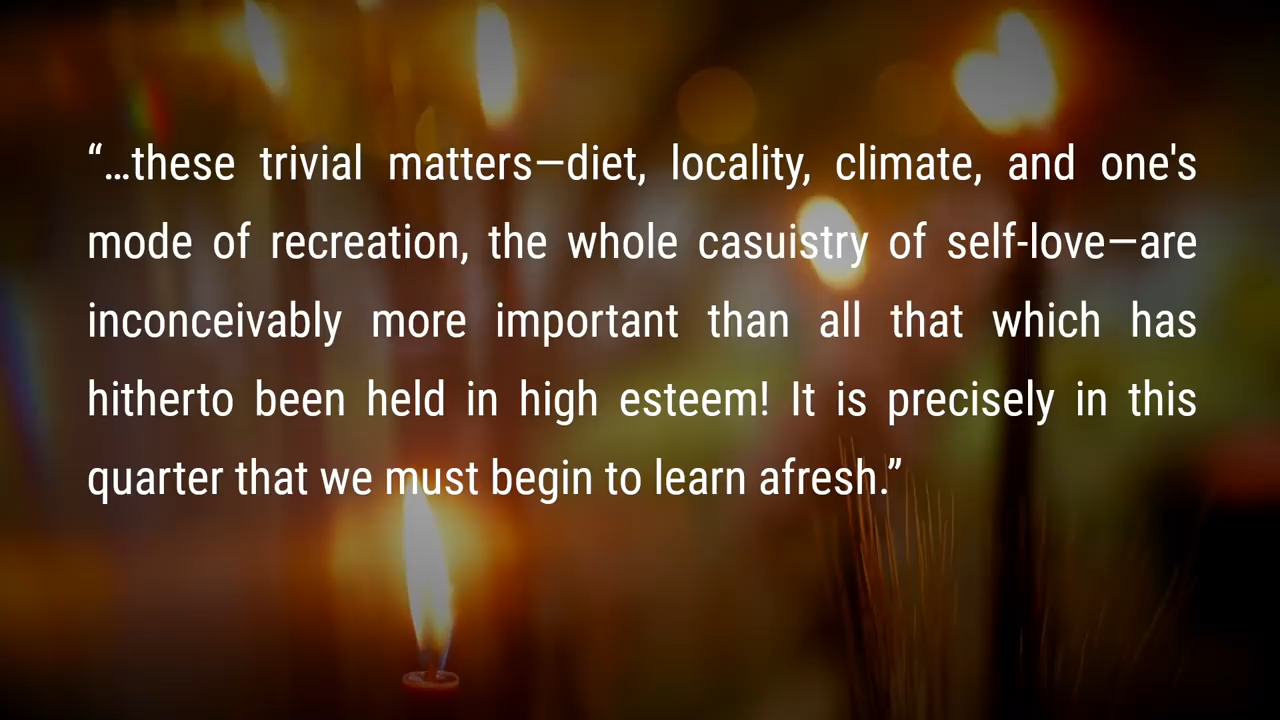 “…these trivial matters—diet, locality, climate, and one's
mode of recreation, the whole casuistry of self-love—are
inconceivably more important than all that which has
hitherto been held in high esteem! It is precisely in this
quarter that we must begin to learn afresh.”